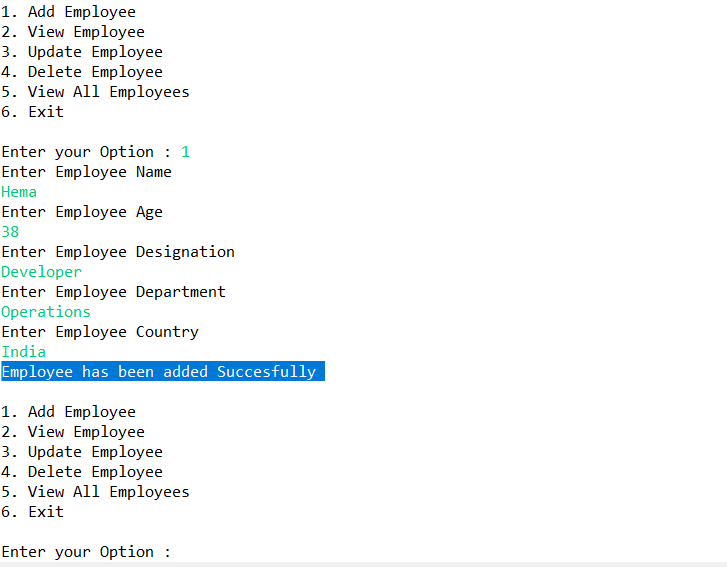 1. Add Employee
2. View Employee
3. Update Employee
4. Delete Employee
5. View All Employees
6. Exit
Enter your Option : 1
Enter Employee Name
Hema
Enter Employee Age
38
Enter Employee Designation
Developer
Enter Employee Department
Operations
Enter Employee Country
India
Employee has been added Succesfully
1. Add Employee
2. View Employee
3. Update Employee
4. Delete Employee
5. View All Employees
6. Exit
Enter your Option :